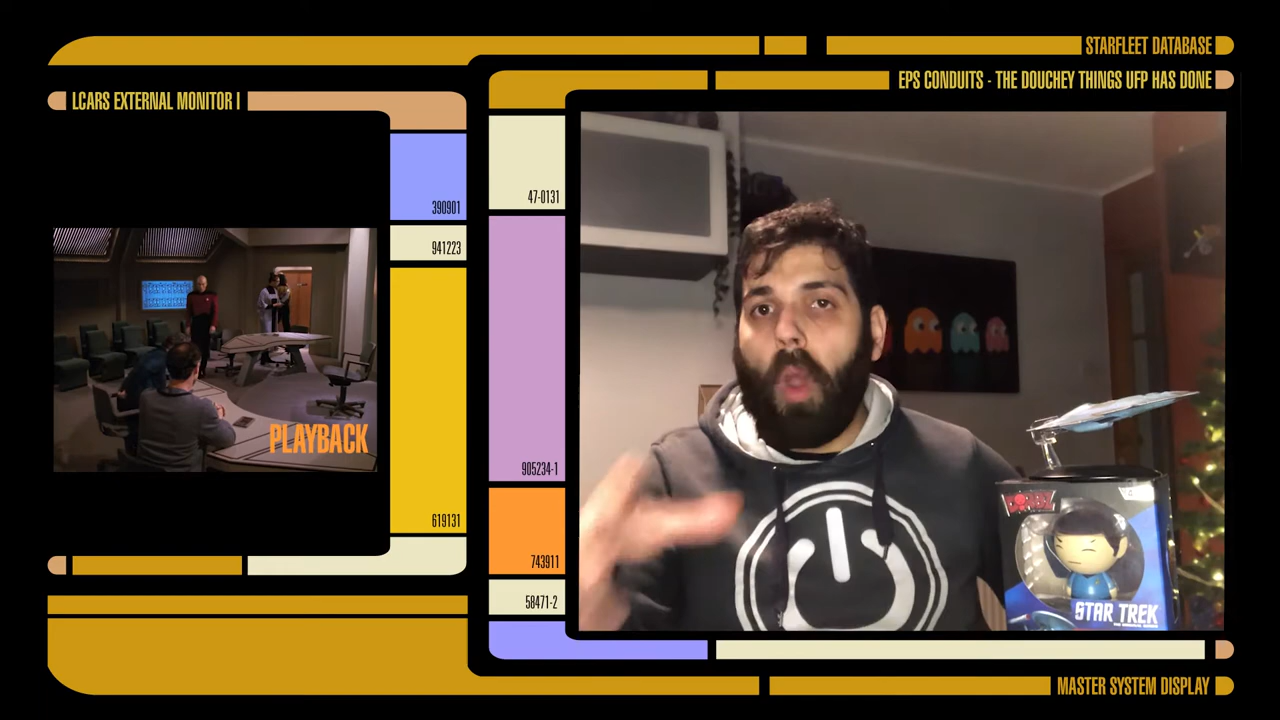 STARFLEET DATABASE
EPS CONDUITS - THE DOUCHEY THINGS UFP HAS DONE
LCARS EXTERNAL MONITOR I
390901
941223
619131
PLAYBACK
47-0131
905234-1
743911
58471-2
STAR TREK
MASTER SYSTEM DISPLAY